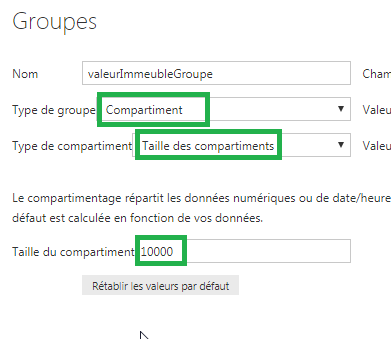 Groupes
Nom valeurImmeubleGroupe Cham
Type de groupe Compartiment Valeu
Type de compartiment Taille des compartiments Valeu
Le compartimentage répartit les données numériques ou de date/heure
défaut est calculée en fonction de vos données.
Taille du compartiment 10000
Rétablir les valeurs par défaut